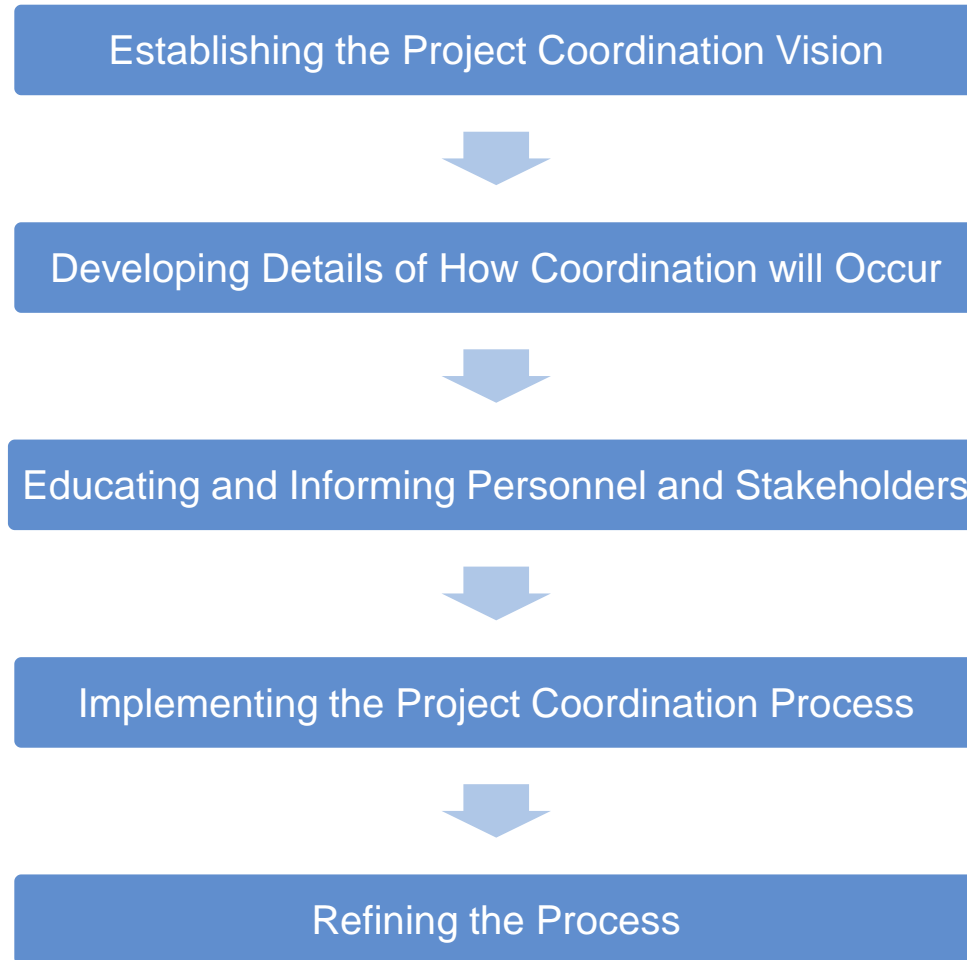 Establishing the Project Coordination Vision
Developing Details of How Coordination will Occur
Educating and Informing Personnel and Stakeholders
Implementing the Project Coordination Process
Refining the Process